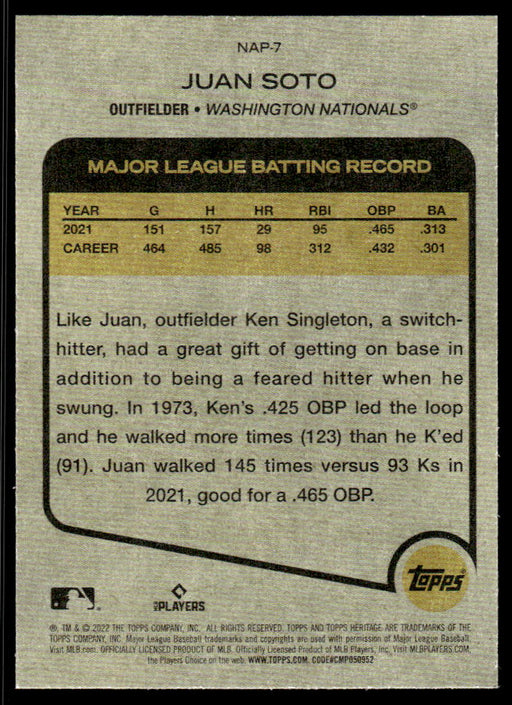 NAP-7
JUAN SOTO
OUTFIELDER • WASHINGTON NATIONALS®
MAJOR LEAGUE BATTING RECORD
YEAR G H HR RBI OBP BA
2021 151 157 29 95 .465 .313
CAREER 464 485 98 312 .432 .301
Like Juan, outfielder Ken Singleton, a switch-
hitter, had a great gift of getting on base in
addition to being a feared hitter when he
swung. In 1973, Ken's .425 OBP led the loop
and he walked more times (123) than he K'ed
(91). Juan walked 145 times versus 93 Ks in
2021, good for a .465 OBP.
Topps
MLB PLAYERS
®, TM & © 2022 THE TOPPS COMPANY, INC. ALL RIGHTS RESERVED. TOPPS AND TOPPS HERITAGE ARE TRADEMARKS OF THE
TOPPS COMPANY, INC. Major League Baseball trademarks and copyrights are used with permission of Major League Baseball.
Visit MLB.com. OFFICIALLY LICENSED PRODUCT OF MLB. Officially Licensed Product of MLB Players, Inc. Visit MLBPLAYERS.COM,
the Players Choice on the web. WWW.TOPPS.COM. CODE#CMP050952